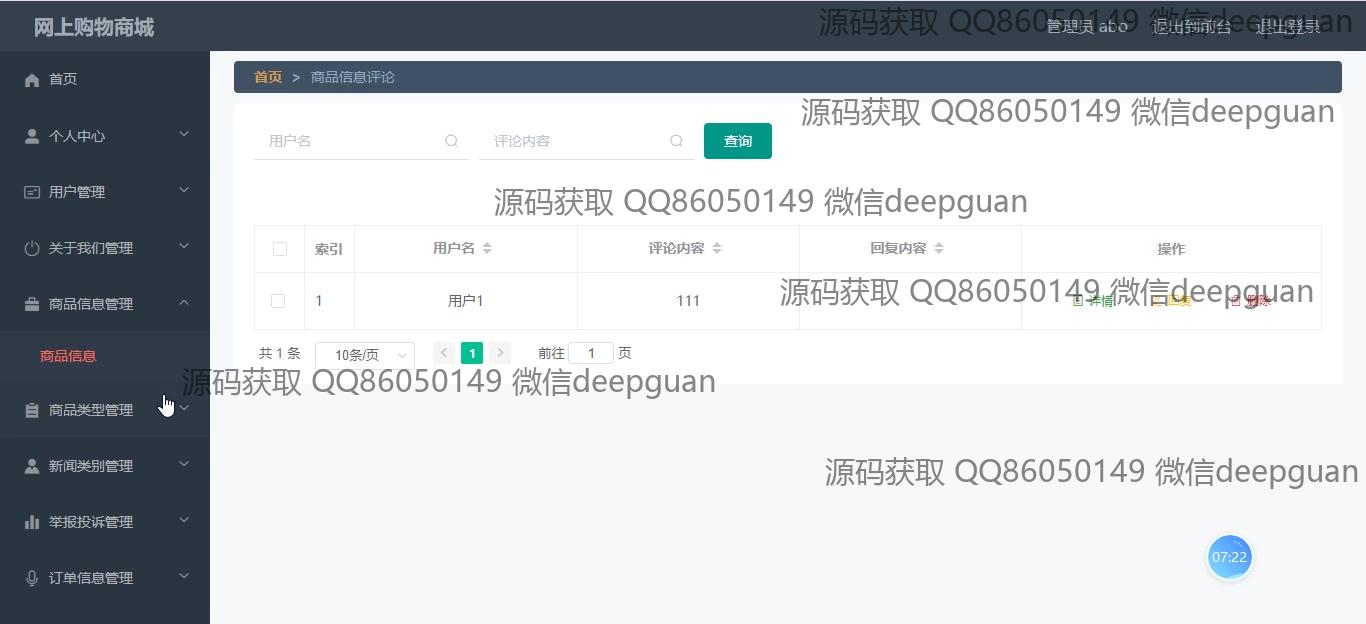 网上购物商城
管理员 abo 退出到前台 退出登录
源码获取 QQ86050149 微信deepguan
首页
个人中心
用户管理
关于我们管理
商品信息管理
商品信息
商品类型管理
新闻类别管理
举报投诉管理
订单信息管理
首页 > 商品信息评论
源码获取 QQ86050149 微信deepguan
用户名 评论内容 查询
源码获取 QQ86050149 微信deepguan
索引 用户名 评论内容 回复内容 操作
1 用户1 111 详情 回复 删除
源码获取 QQ86050149 微信deepguan
共 1 条 10条/页 < 1 > 前往 1 页
源码获取 QQ86050149 微信deepguan
源码获取 QQ86050149 微信deepguan
07:22